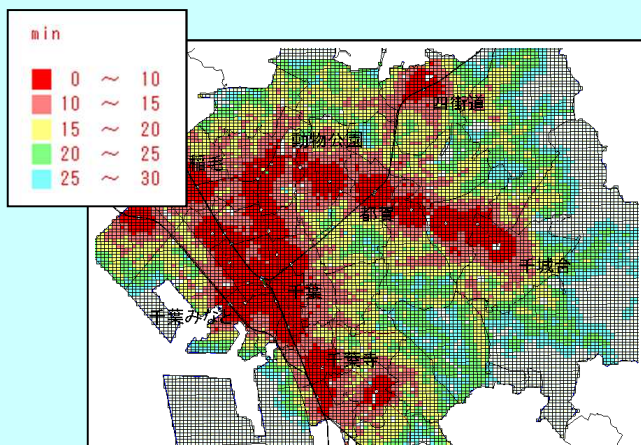 min
0 ～ 10
10 ～ 15
15 ～ 20
20 ～ 25
25 ～ 30
四街道
動物公園
稲毛
都賀
千城台
千葉
千葉みなと
千葉寺